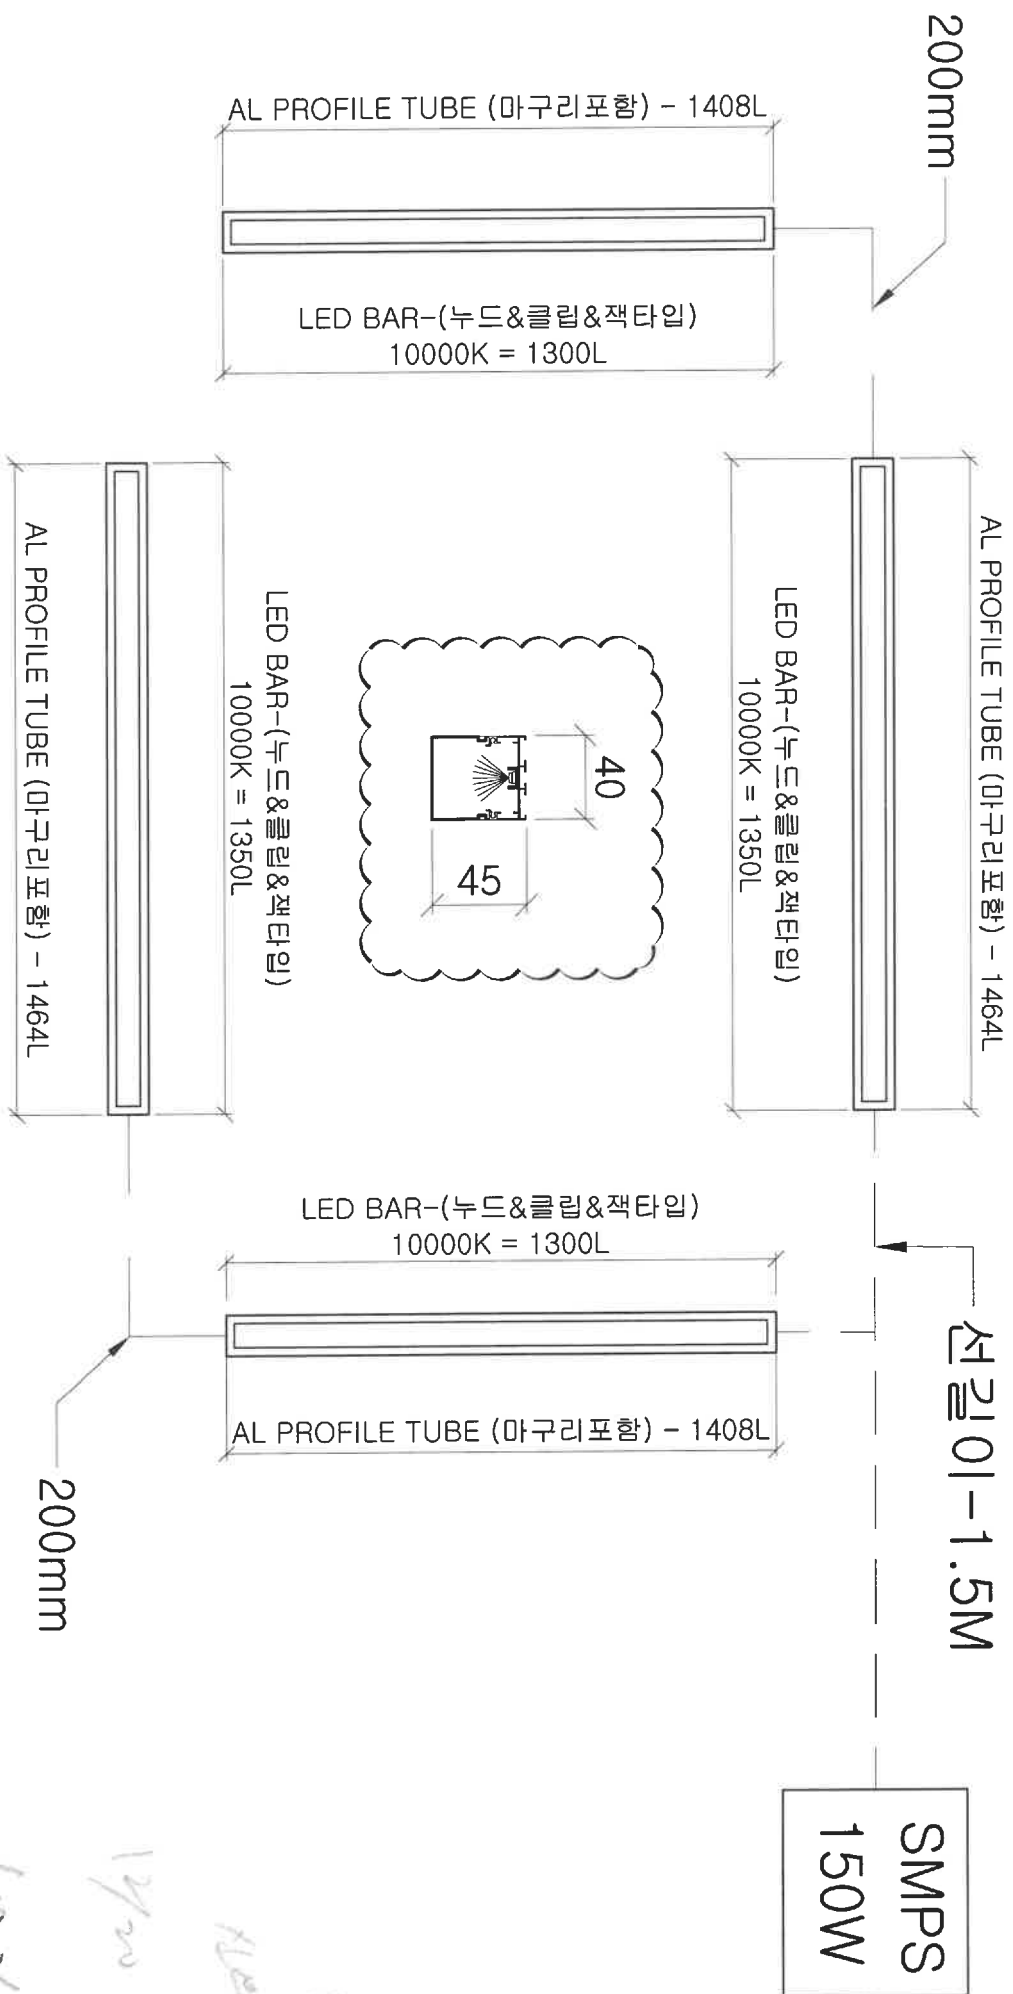 200mm
AL PROFILE TUBE (마구리포함) - 1408L
LED BAR-(누드&클립&잭타입)
10000K = 1300L
AL PROFILE TUBE (마구리포함) - 1464L
LED BAR-(누드&클립&잭타입)
10000K = 1350L
40
45
LED BAR-(누드&클립&잭타입)
10000K = 1350L
AL PROFILE TUBE (마구리포함) - 1464L
LED BAR-(누드&클립&잭타입)
10000K = 1300L
AL PROFILE TUBE (마구리포함) - 1408L
선길이-1.5M
200mm
SMPS
150W